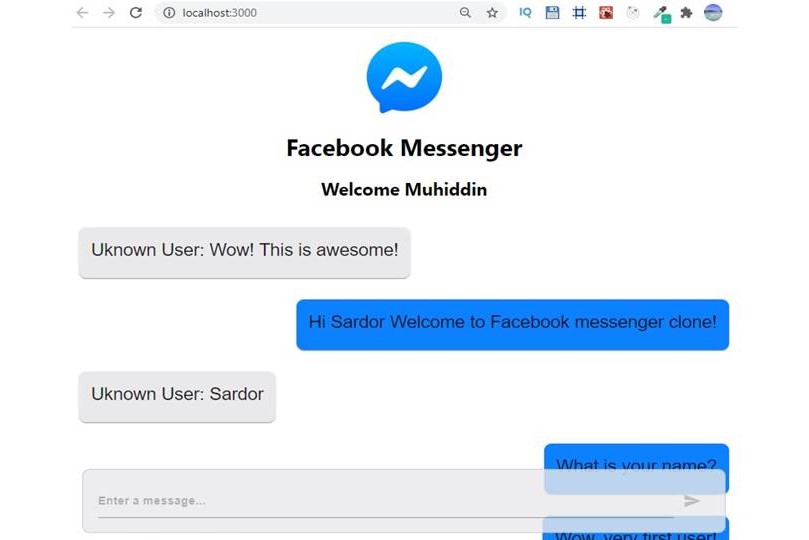 localhost:3000
IQ
Facebook Messenger
Welcome Muhiddin
Uknown User: Wow! This is awesome!
Hi Sardor Welcome to Facebook messenger clone!
Uknown User: Sardor
What is your name?
Enter a message...
Wow, very first user!